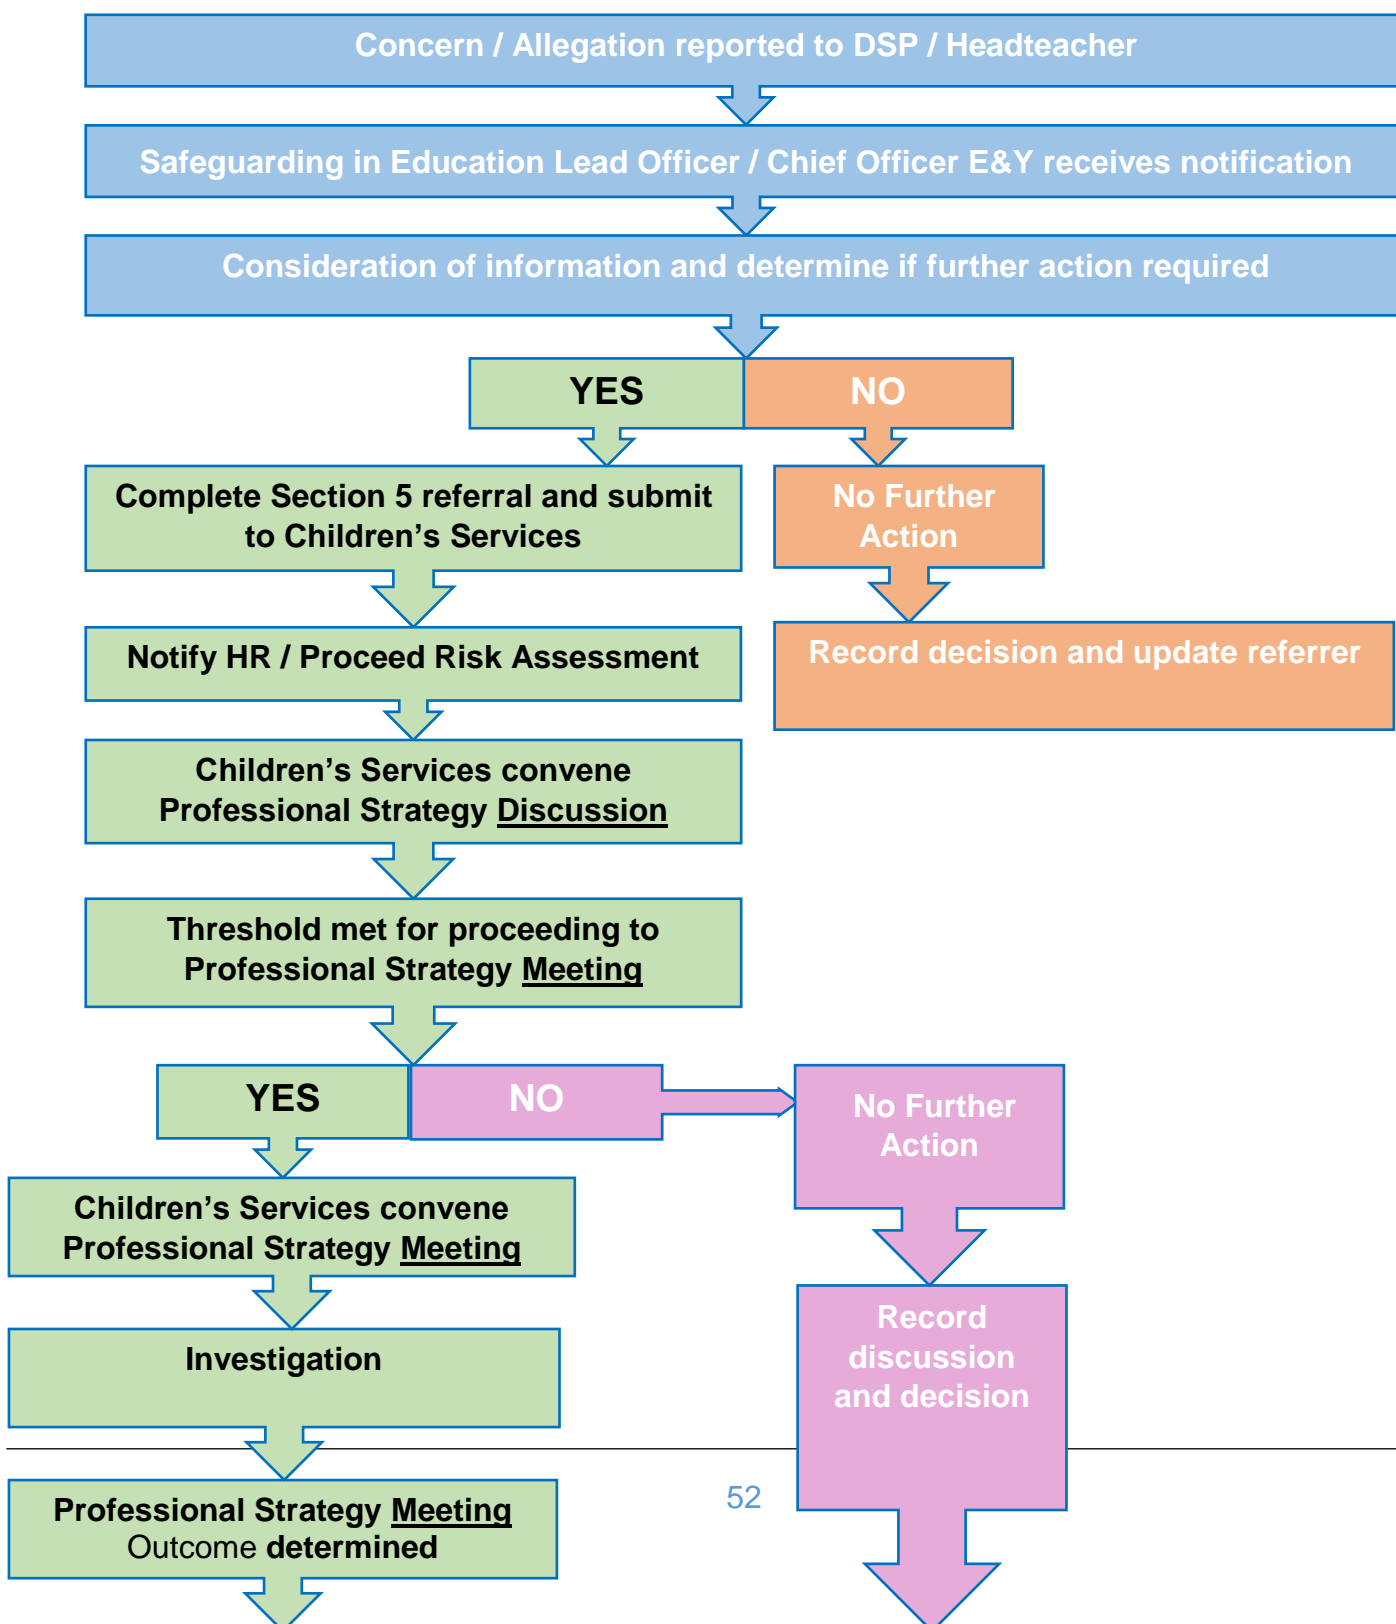 Concern / Allegation reported to DSP / Headteacher
Safeguarding in Education Lead Officer / Chief Officer E&Y receives notification
Consideration of information and determine if further action required
YES
NO
Complete Section 5 referral and submit
to Children’s Services
No Further
Action
Notify HR / Proceed Risk Assessment
Record decision and update referrer
Children’s Services convene
Professional Strategy Discussion
Threshold met for proceeding to
Professional Strategy Meeting
YES
NO
No Further
Action
Children’s Services convene
Professional Strategy Meeting
Investigation
Record
discussion
and decision
Professional Strategy Meeting
Outcome determined
52